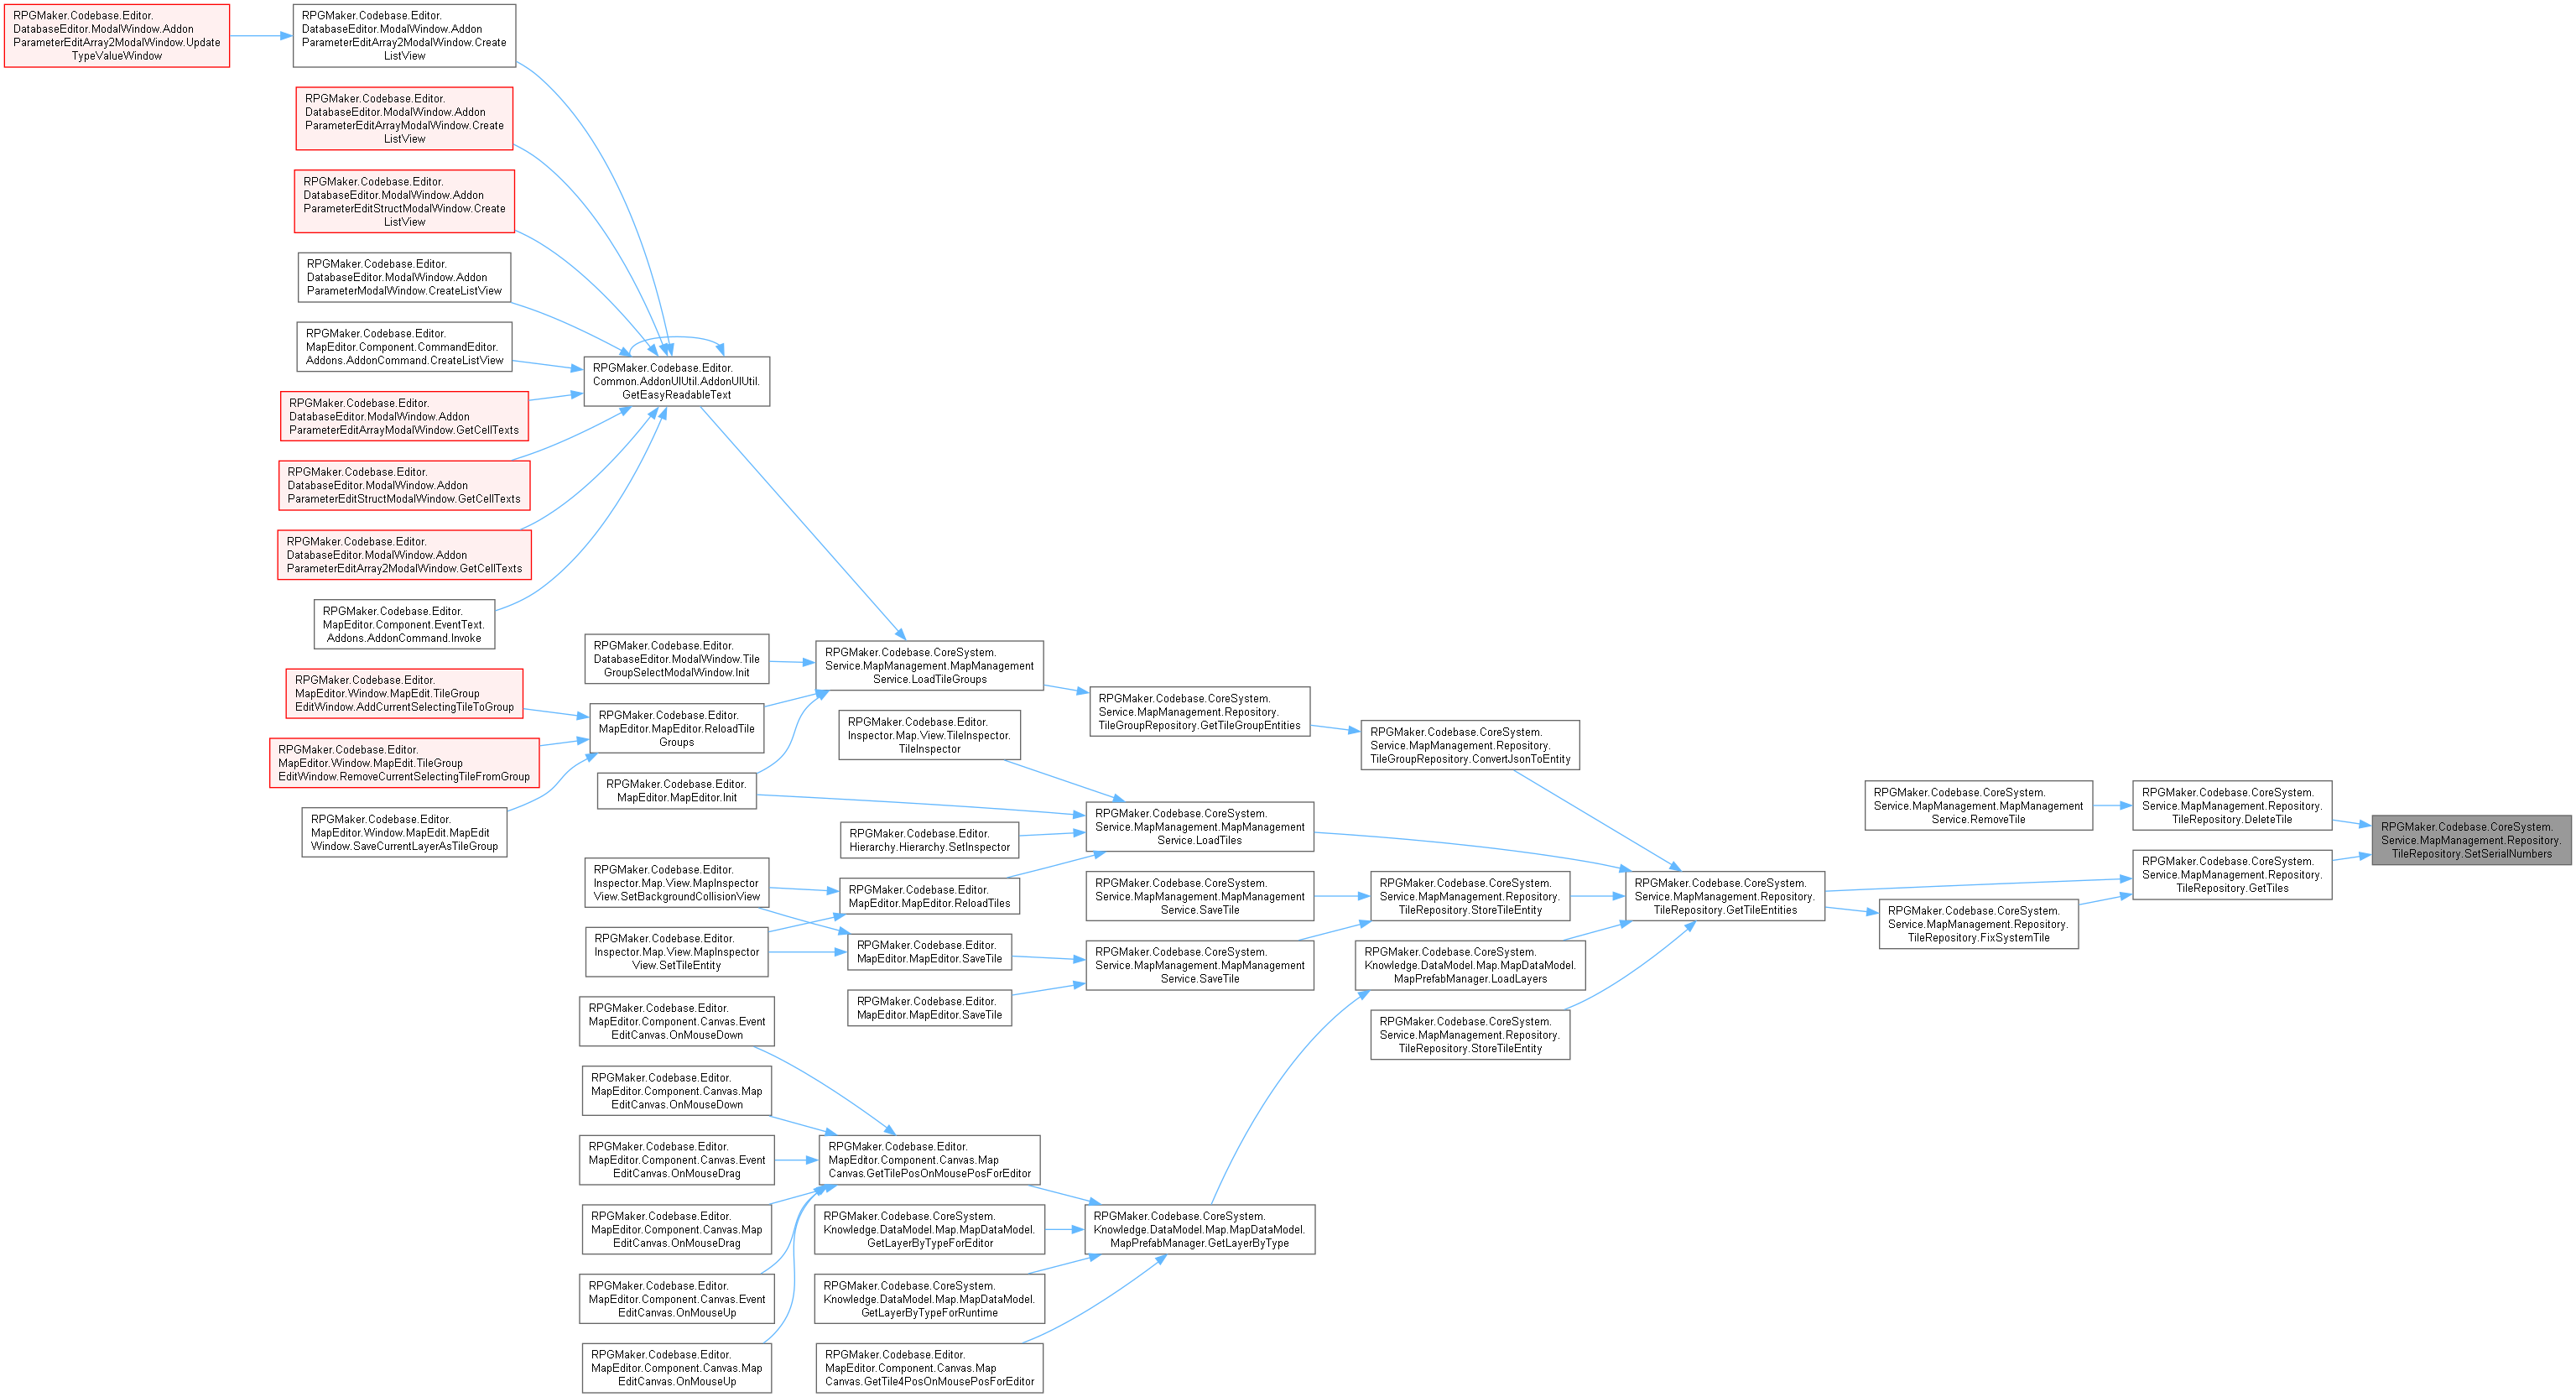 RPGMaker.Codebase.Editor.
DatabaseEditor.ModalWindow.Addon
ParameterEditArray2ModalWindow.Update
TypeValueWindow
RPGMaker.Codebase.Editor.
DatabaseEditor.ModalWindow.Addon
ParameterEditArray2ModalWindow.Create
ListView
RPGMaker.Codebase.Editor.
DatabaseEditor.ModalWindow.Addon
ParameterEditArrayModalWindow.Create
ListView
RPGMaker.Codebase.Editor.
DatabaseEditor.ModalWindow.Addon
ParameterEditStructModalWindow.Create
ListView
RPGMaker.Codebase.Editor.
DatabaseEditor.ModalWindow.Addon
ParameterModalWindow.CreateListView
RPGMaker.Codebase.Editor.
MapEditor.Component.CommandEditor.
Addons.AddonCommand.CreateListView
RPGMaker.Codebase.Editor.
DatabaseEditor.ModalWindow.Addon
ParameterEditArrayModalWindow.GetCellTexts
RPGMaker.Codebase.Editor.
DatabaseEditor.ModalWindow.Addon
ParameterEditStructModalWindow.GetCellTexts
RPGMaker.Codebase.Editor.
DatabaseEditor.ModalWindow.Addon
ParameterEditArray2ModalWindow.GetCellTexts
RPGMaker.Codebase.Editor.
MapEditor.Component.EventText.
Addons.AddonCommand.Invoke
RPGMaker.Codebase.Editor.
MapEditor.Window.MapEdit.TileGroup
EditWindow.AddCurrentSelectingTileToGroup
RPGMaker.Codebase.Editor.
MapEditor.Window.MapEdit.TileGroup
EditWindow.RemoveCurrentSelectingTileFromGroup
RPGMaker.Codebase.Editor.
MapEditor.Window.MapEdit.MapEdit
Window.SaveCurrentLayerAsTileGroup
RPGMaker.Codebase.Editor.
Common.AddonUIUtil.AddonUIUtil.
GetEasyReadableText
RPGMaker.Codebase.Editor.
DatabaseEditor.ModalWindow.Tile
GroupSelectModalWindow.Init
RPGMaker.Codebase.Editor.
MapEditor.MapEditor.ReloadTile
Groups
RPGMaker.Codebase.Editor.
MapEditor.MapEditor.Init
RPGMaker.Codebase.Editor.
Inspector.Map.View.MapInspector
View.SetBackgroundCollisionView
RPGMaker.Codebase.Editor.
Inspector.Map.View.MapInspector
View.SetTileEntity
RPGMaker.Codebase.Editor.
MapEditor.Component.Canvas.Event
EditCanvas.OnMouseDown
RPGMaker.Codebase.Editor.
MapEditor.Component.Canvas.Map
EditCanvas.OnMouseDown
RPGMaker.Codebase.Editor.
MapEditor.Component.Canvas.Event
EditCanvas.OnMouseDrag
RPGMaker.Codebase.Editor.
MapEditor.Component.Canvas.Map
EditCanvas.OnMouseDrag
RPGMaker.Codebase.Editor.
MapEditor.Component.Canvas.Event
EditCanvas.OnMouseUp
RPGMaker.Codebase.Editor.
MapEditor.Component.Canvas.Map
EditCanvas.OnMouseUp
RPGMaker.Codebase.CoreSystem.
Service.MapManagement.MapManagement
Service.LoadTileGroups
RPGMaker.Codebase.Editor.
Inspector.Map.View.TileInspector.
TileInspector
RPGMaker.Codebase.Editor.
Hierarchy.Hierarchy.SetInspector
RPGMaker.Codebase.Editor.
MapEditor.MapEditor.ReloadTiles
RPGMaker.Codebase.Editor.
MapEditor.MapEditor.SaveTile
RPGMaker.Codebase.Editor.
MapEditor.MapEditor.SaveTile
RPGMaker.Codebase.Editor.
MapEditor.Component.Canvas.Map
Canvas.GetTilePosOnMousePosForEditor
RPGMaker.Codebase.CoreSystem.
Knowledge.DataModel.Map.MapDataModel.
GetLayerByTypeForEditor
RPGMaker.Codebase.CoreSystem.
Knowledge.DataModel.Map.MapDataModel.
GetLayerByTypeForRuntime
RPGMaker.Codebase.Editor.
MapEditor.Component.Canvas.Map
Canvas.GetTile4PosOnMousePosForEditor
RPGMaker.Codebase.CoreSystem.
Service.MapManagement.Repository.
TileGroupRepository.GetTileGroupEntities
RPGMaker.Codebase.CoreSystem.
Service.MapManagement.MapManagement
Service.LoadTiles
RPGMaker.Codebase.CoreSystem.
Service.MapManagement.MapManagement
Service.SaveTile
RPGMaker.Codebase.CoreSystem.
Service.MapManagement.MapManagement
Service.SaveTile
RPGMaker.Codebase.CoreSystem.
Knowledge.DataModel.Map.MapDataModel.
MapPrefabManager.GetLayerByType
RPGMaker.Codebase.CoreSystem.
Service.MapManagement.Repository.
TileGroupRepository.ConvertJsonToEntity
RPGMaker.Codebase.CoreSystem.
Service.MapManagement.Repository.
TileRepository.StoreTileEntity
RPGMaker.Codebase.CoreSystem.
Knowledge.DataModel.Map.MapDataModel.
MapPrefabManager.LoadLayers
RPGMaker.Codebase.CoreSystem.
Service.MapManagement.Repository.
TileRepository.StoreTileEntity
RPGMaker.Codebase.CoreSystem.
Service.MapManagement.Repository.
TileRepository.GetTileEntities
RPGMaker.Codebase.CoreSystem.
Service.MapManagement.MapManagement
Service.RemoveTile
RPGMaker.Codebase.CoreSystem.
Service.MapManagement.Repository.
TileRepository.FixSystemTile
RPGMaker.Codebase.CoreSystem.
Service.MapManagement.Repository.
TileRepository.DeleteTile
RPGMaker.Codebase.CoreSystem.
Service.MapManagement.Repository.
TileRepository.GetTiles
RPGMaker.Codebase.CoreSystem.
Service.MapManagement.Repository.
TileRepository.SetSerialNumbers